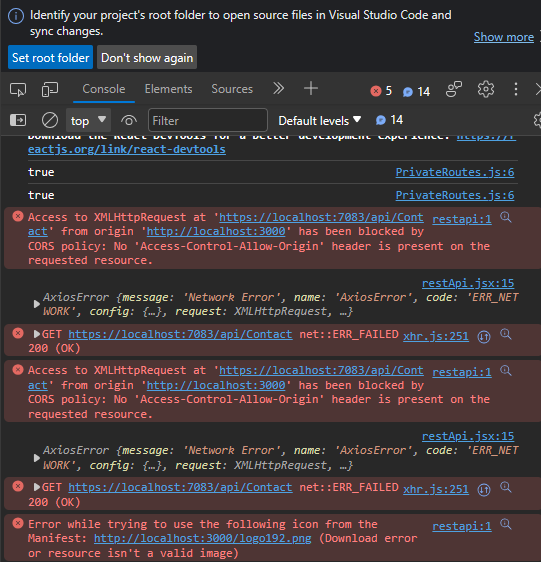 Identify your project's root folder to open source files in Visual Studio Code and
sync changes.
Show more
Set root folder
Don't show again
Console
Elements
Sources
5
14
top
Filter
Default levels
14
Download the React DevTools for a better development experience: https://r
eactjs.org/link/react-devtools
true PrivateRoutes.js:6
true PrivateRoutes.js:6
Access to XMLHttpRequest at 'https://localhost:7083/api/Cont restapi:1
act' from origin 'http://localhost:3000' has been blocked by
CORS policy: No 'Access-Control-Allow-Origin' header is present on the
requested resource.
restApi.jsx:15
AxiosError {message: 'Network Error', name: 'AxiosError', code: 'ERR_NET
WORK', config: {…}, request: XMLHttpRequest, …}
GET https://localhost:7083/api/Contact net::ERR_FAILED xhr.js:251
200 (OK)
Access to XMLHttpRequest at 'https://localhost:7083/api/Cont restapi:1
act' from origin 'http://localhost:3000' has been blocked by
CORS policy: No 'Access-Control-Allow-Origin' header is present on the
requested resource.
restApi.jsx:15
AxiosError {message: 'Network Error', name: 'AxiosError', code: 'ERR_NET
WORK', config: {…}, request: XMLHttpRequest, …}
GET https://localhost:7083/api/Contact net::ERR_FAILED xhr.js:251
200 (OK)
Error while trying to use the following icon from the restapi:1
Manifest: http://localhost:3000/logo192.png (Download error
or resource isn't a valid image)